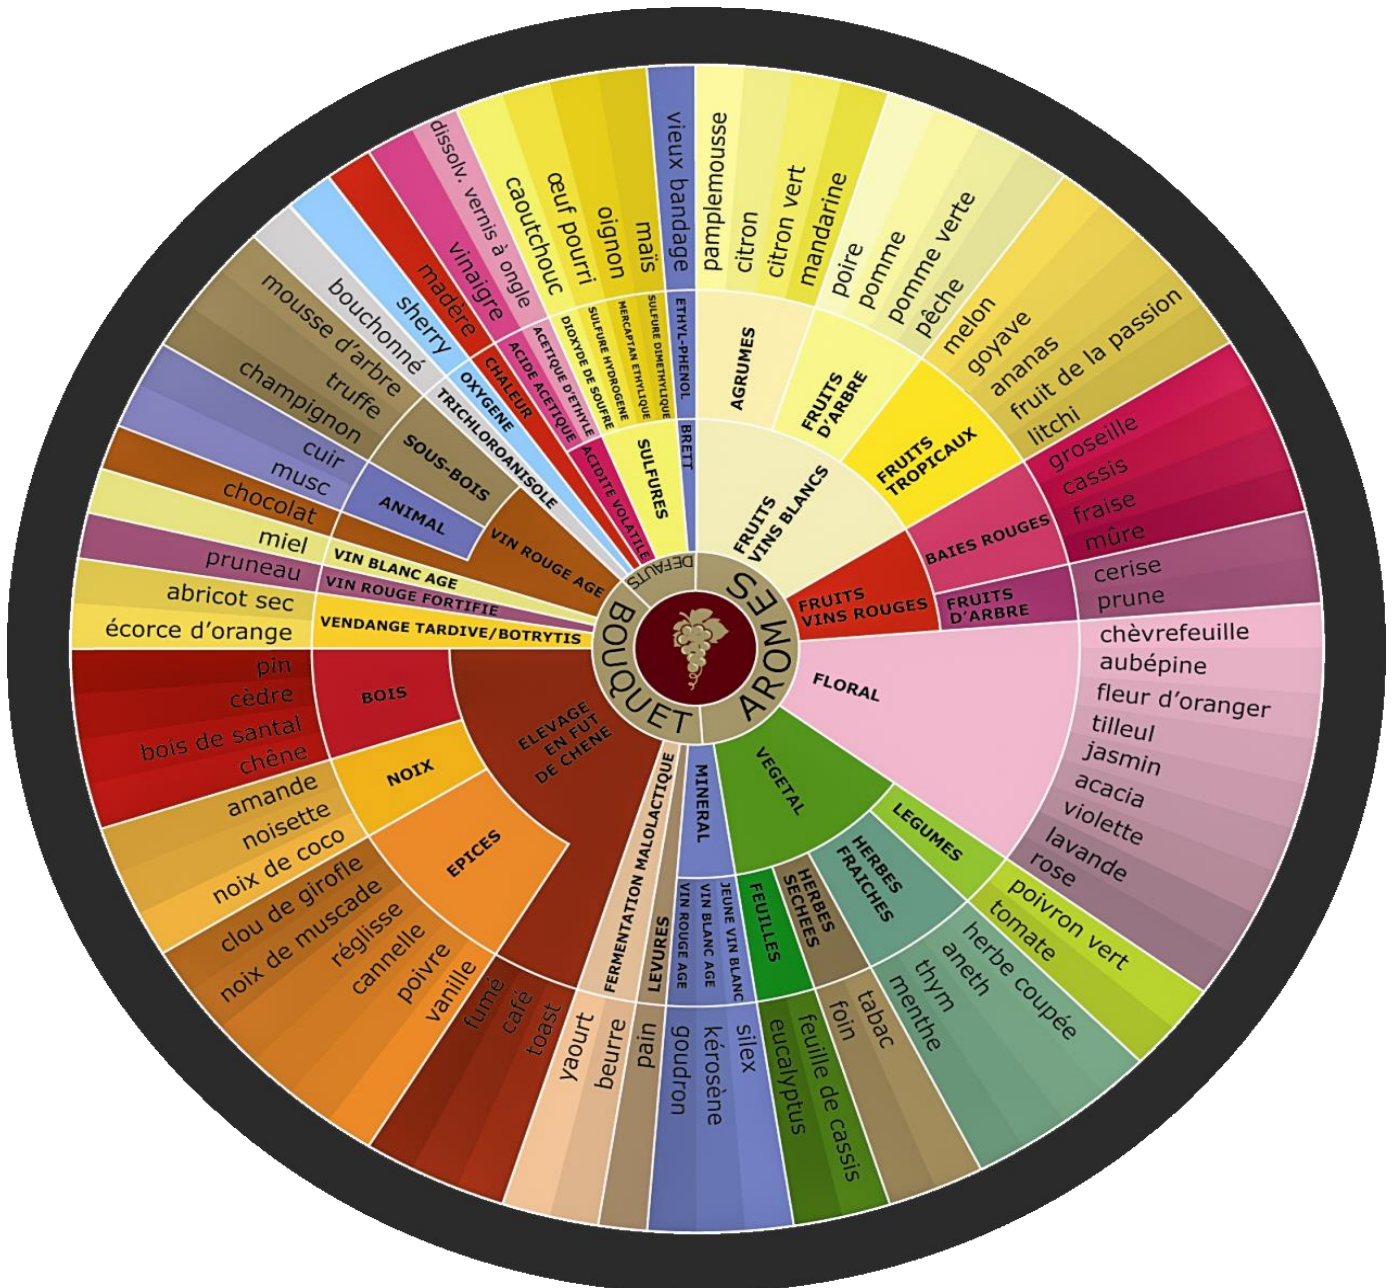 AROMES
FRUITS
VINS BLANCS
AGRUMES
pamplemousse
citron
citron vert
mandarine
FRUITS
D'ARBRE
poire
pomme
pomme verte
pêche
FRUITS
TROPICAUX
melon
goyave
ananas
fruit de la passion
litchi
FRUITS
VINS ROUGES
BAIES ROUGES
groseille
cassis
fraise
mûre
FRUITS
D'ARBRE
cerise
prune
FLORAL
chèvrefeuille
aubépine
fleur d'oranger
tilleul
jasmin
acacia
violette
lavande
rose
VEGETAL
LEGUMES
poivron vert
tomate
HERBES
FRAICHES
herbe coupée
aneth
thym
menthe
HERBES
SECHEES
tabac
foin
FEUILLES
feuille de cassis
eucalyptus
MINERAL
JEUNE VIN BLANC
silex
VIN BLANC AGE
kérosène
VIN ROUGE AGE
goudron
BOUQUET
LEVURES
pain
FERMENTATION MALOLACTIQUE
beurre
yaourt
ELEVAGE
EN FUT
DE CHENE
toast
café
fumé
EPICES
vanille
poivre
cannelle
réglisse
noix de muscade
clou de girofle
NOIX
noix de coco
noisette
amande
BOIS
chêne
bois de santal
cèdre
pin
VENDANGE TARDIVE/BOTRYTIS
écorce d'orange
abricot sec
VIN ROUGE FORTIFIE
pruneau
VIN BLANC AGE
miel
VIN ROUGE AGE
chocolat
ANIMAL
musc
cuir
SOUS-BOIS
champignon
truffe
mousse d'arbre
DEFAUTS
TRICHLOROANISOLE
bouchonné
OXYGENE
sherry
CHALEUR
madère
ACIDITE VOLATILE
ACIDE ACETIQUE
vinaigre
ACETIQUE D'ETHYLE
dissolv. vernis à ongle
SULFURES
DIOXYDE DE SOUFRE
caoutchouc
SULFURE HYDROGENE
œuf pourri
MERCAPTAN ETHYLIQUE
oignon
SULFURE DIMETHYLIQUE
maïs
BRETT
ETHYL-PHENOL
vieux bandage